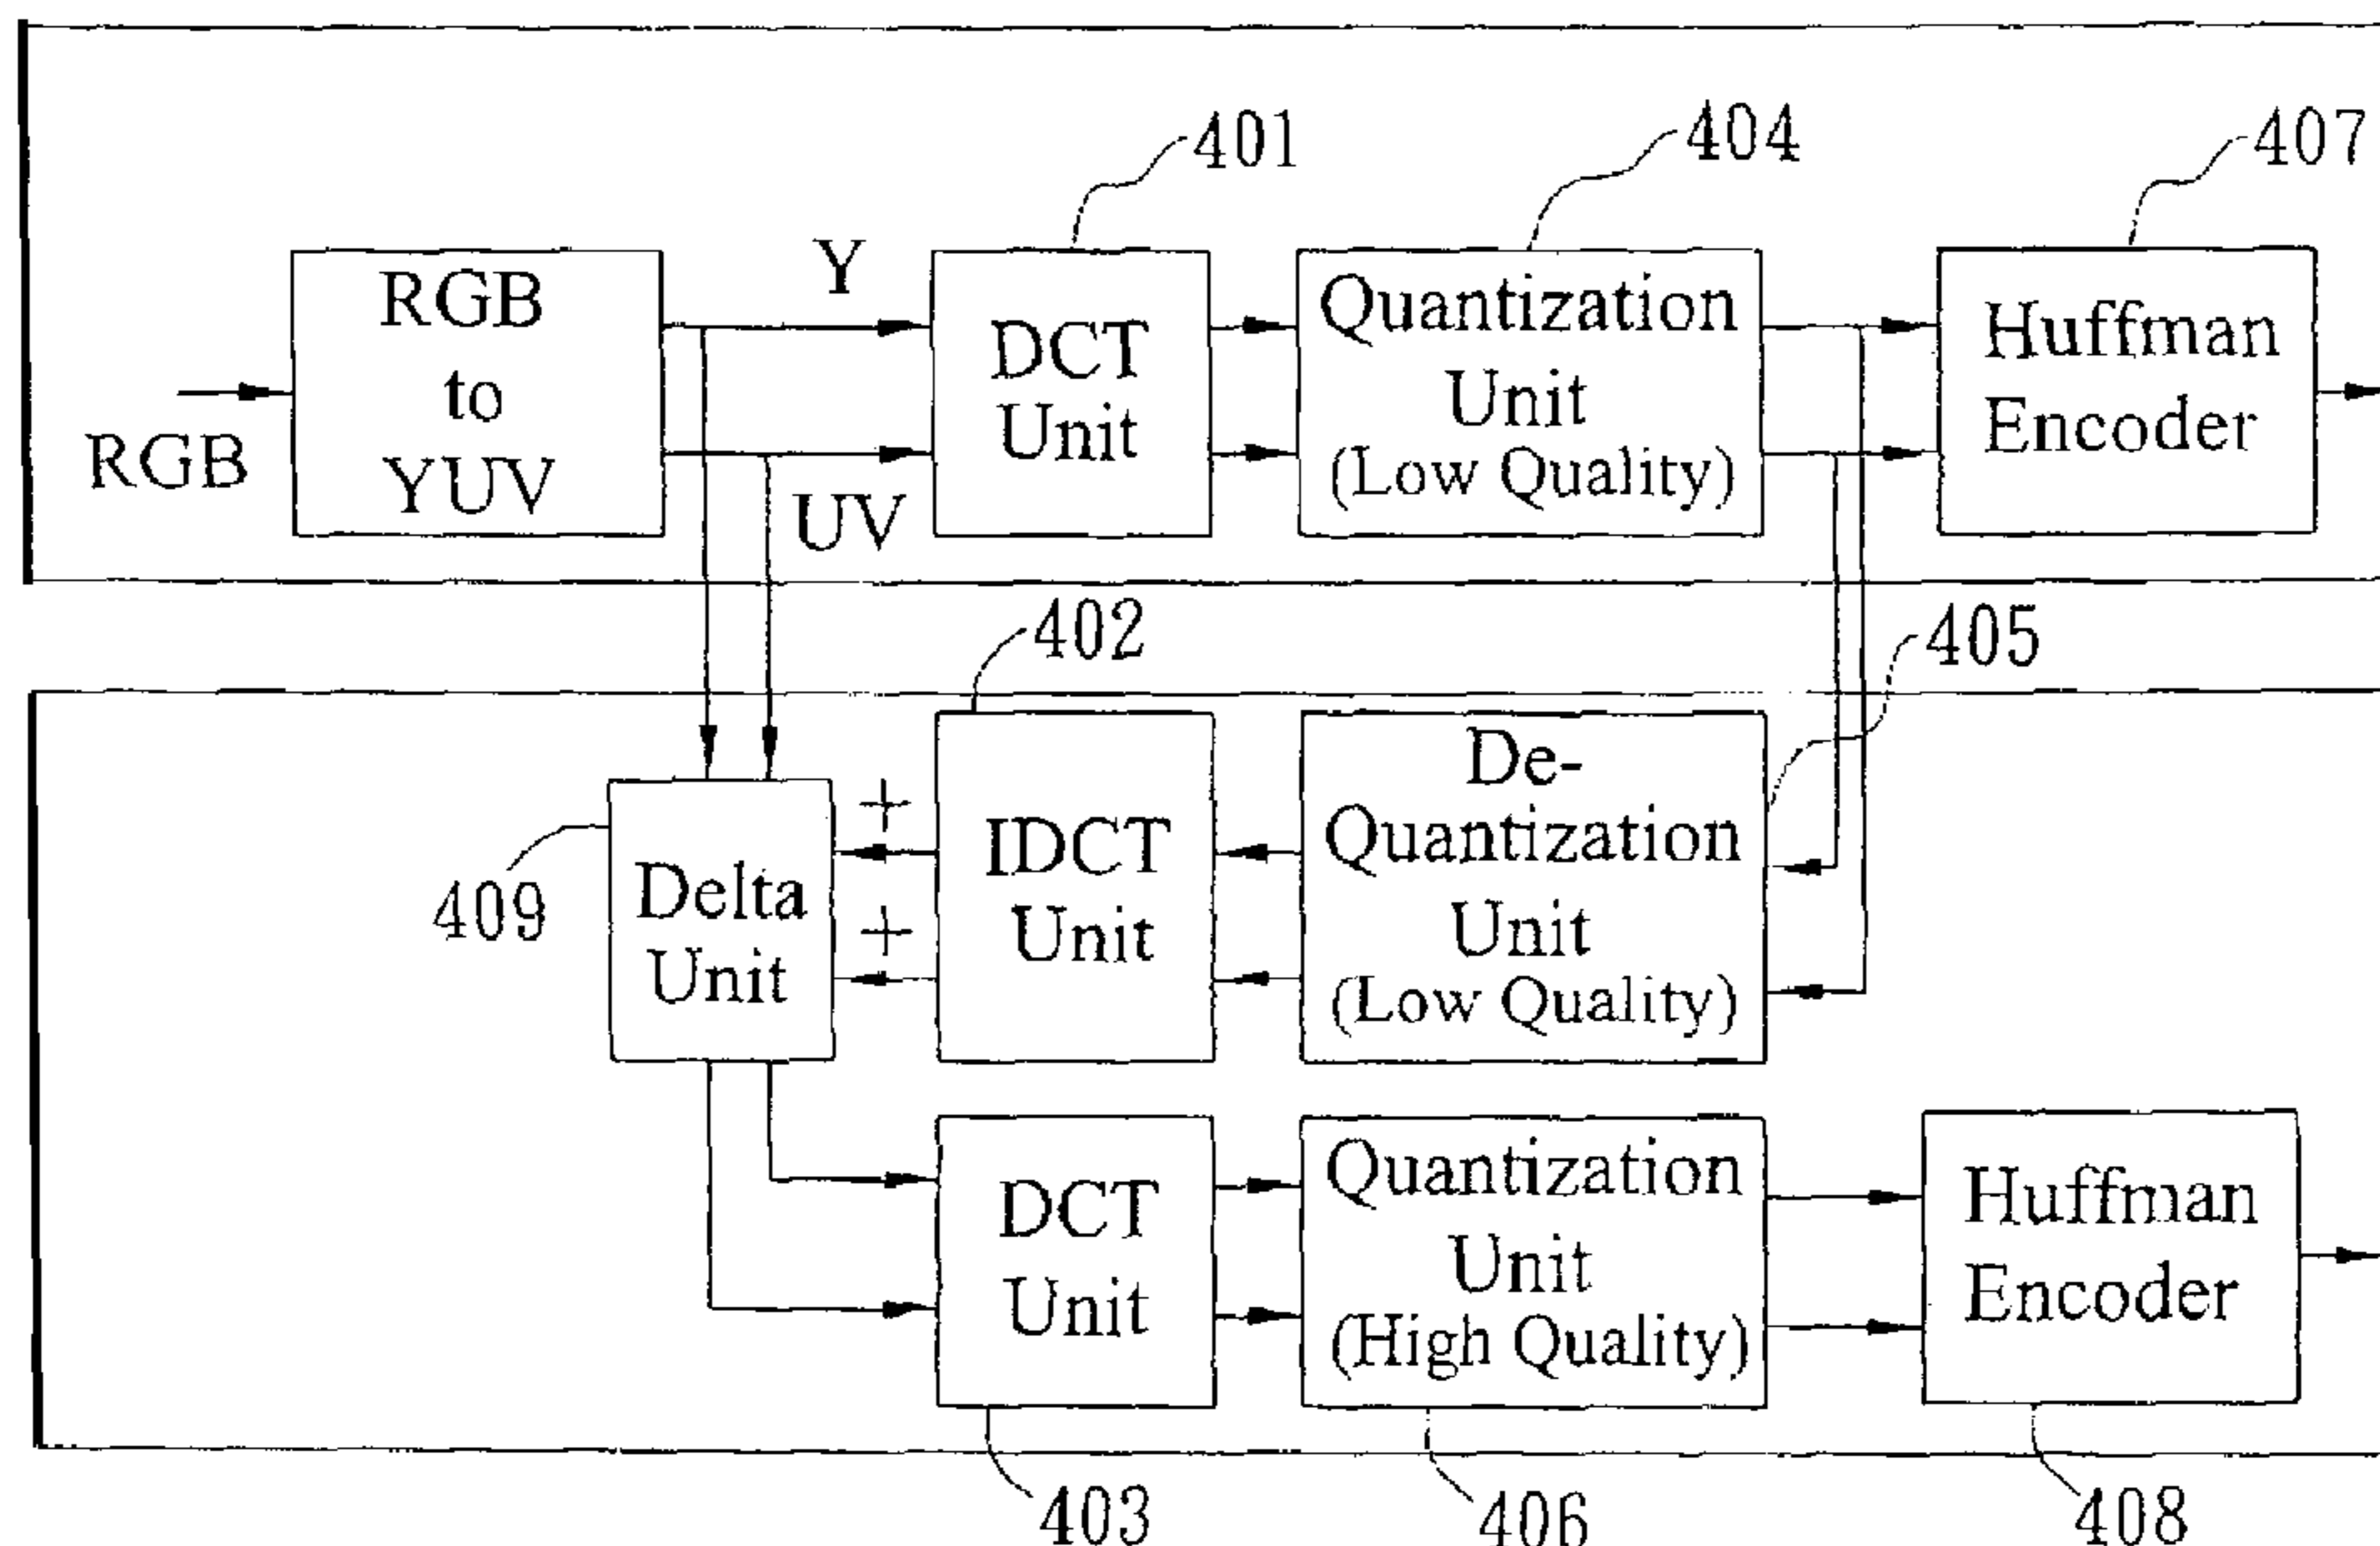 401
404
407
RGB
RGB
to
YUV
Y
UV
DCT
Unit
Quantization
Unit
(Low Quality)
Huffman
Encoder
402
405
409
Delta
Unit
+
+
IDCT
Unit
De-
Quantization
Unit
(Low Quality)
DCT
Unit
Quantization
Unit
(High Quality)
Huffman
Encoder
403
406
408